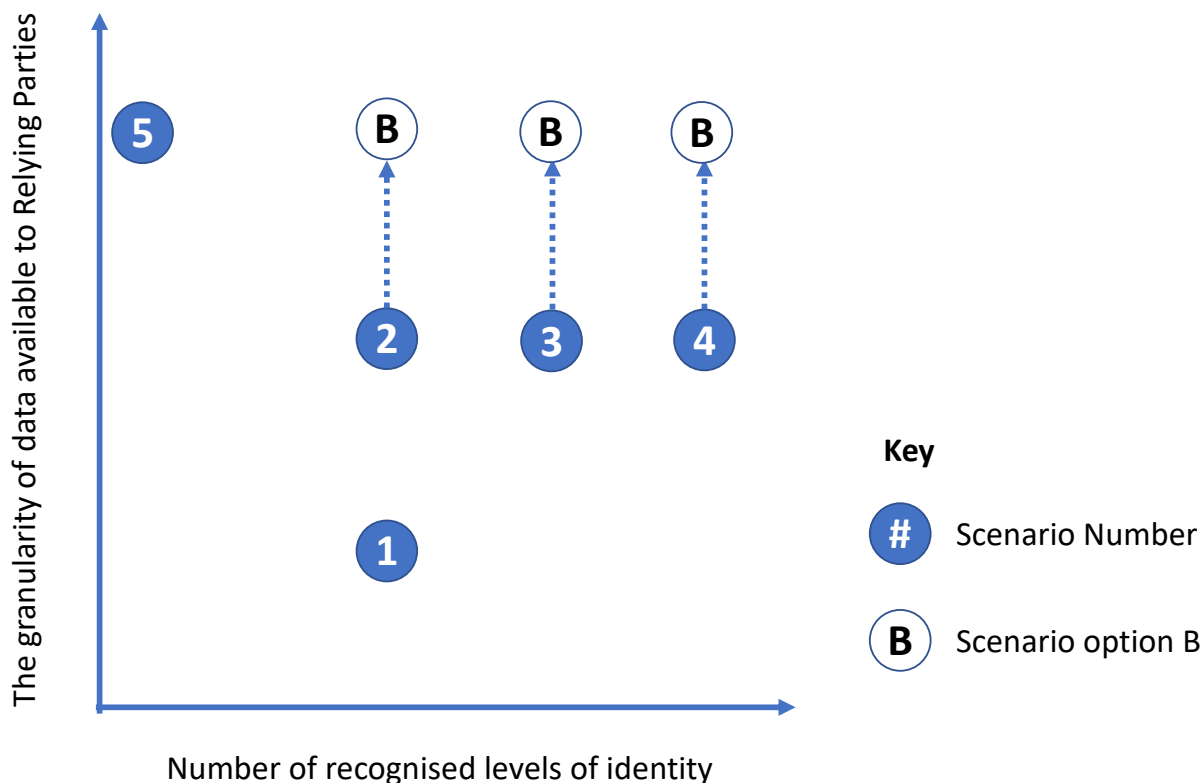 The granularity of data available to Relying Parties
5
B
B
B
2
3
4
1
Key
# Scenario Number
B Scenario option B
Number of recognised levels of identity